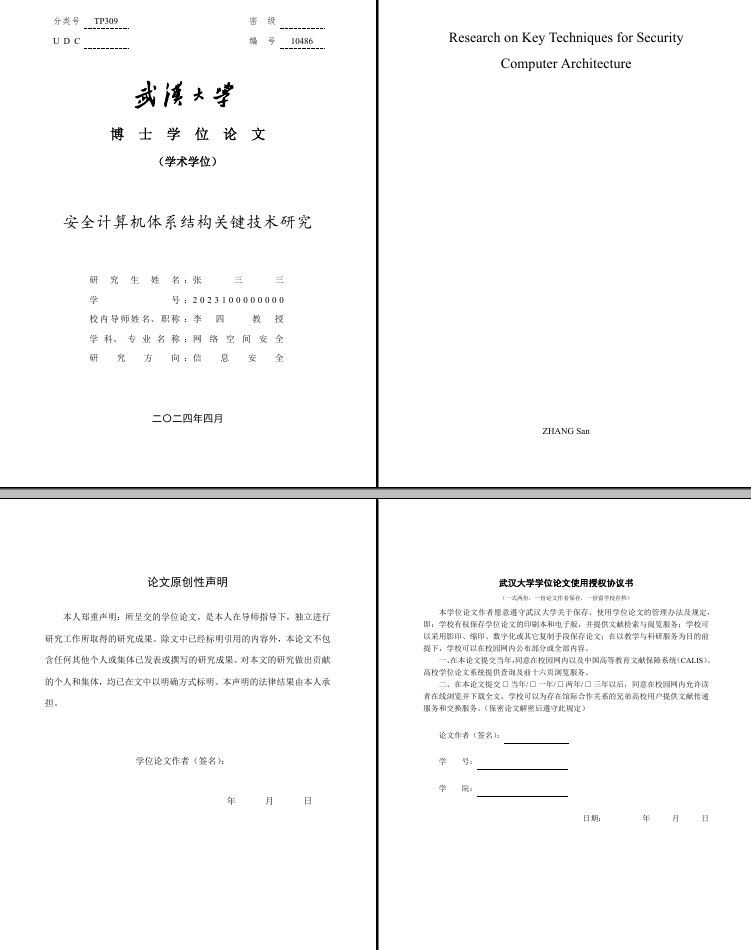 分类号 TP309 密 级
U D C 编 号 10486
武汉大学
博 士 学 位 论 文
（学术学位）
安全计算机体系结构关键技术研究
研 究 生 姓 名：张 三 三
学 号：2023100000000
校内导师姓名、职称：李 四 教 授
学 科、专 业 名 称：网 络 空 间 安 全
研 究 方 向：信 息 安 全
二〇二四年四月
Research on Key Techniques for Security
Computer Architecture
ZHANG San
论文原创性声明
本人郑重声明：所呈交的学位论文，是本人在导师指导下，独立进行
研究工作所取得的研究成果。除文中已经标明引用的内容外，本论文不包
含任何其他个人或集体已发表或撰写的研究成果。对本文的研究做出贡献
的个人和集体，均已在文中以明确方式标明。本声明的法律结果由本人承
担。
学位论文作者（签名）：
年 月 日
武汉大学学位论文使用授权协议书
（一式两份，一份论文作者保存，一份留学校存档）
本学位论文作者愿意遵守武汉大学关于保存、使用学位论文的管理办法及规定，
即：学校有权保存学位论文的印刷本和电子版，并提供文献检索与阅览服务；学校可
以采用影印、缩印、数字化或其它复制手段保存论文；在以教学与科研服务为目的前
提下，学校可以在校园网内公布部分或全部内容。
一、在本论文提交当年,同意在校园网内以及中国高等教育文献保障系统(CALIS)、
高校学位论文系统提供查询及前十六页浏览服务。
二、在本论文提交 □ 当年/ □ 一年/ □ 两年/ □ 三年以后，同意在校园网内允许读
者在线浏览并下载全文，学校可以为存在馆际合作关系的兄弟高校用户提供文献传递
服务和交换服务。（保密论文解密后遵守此规定）
论文作者（签名）：
学 号：
学 院：
日期： 年 月 日